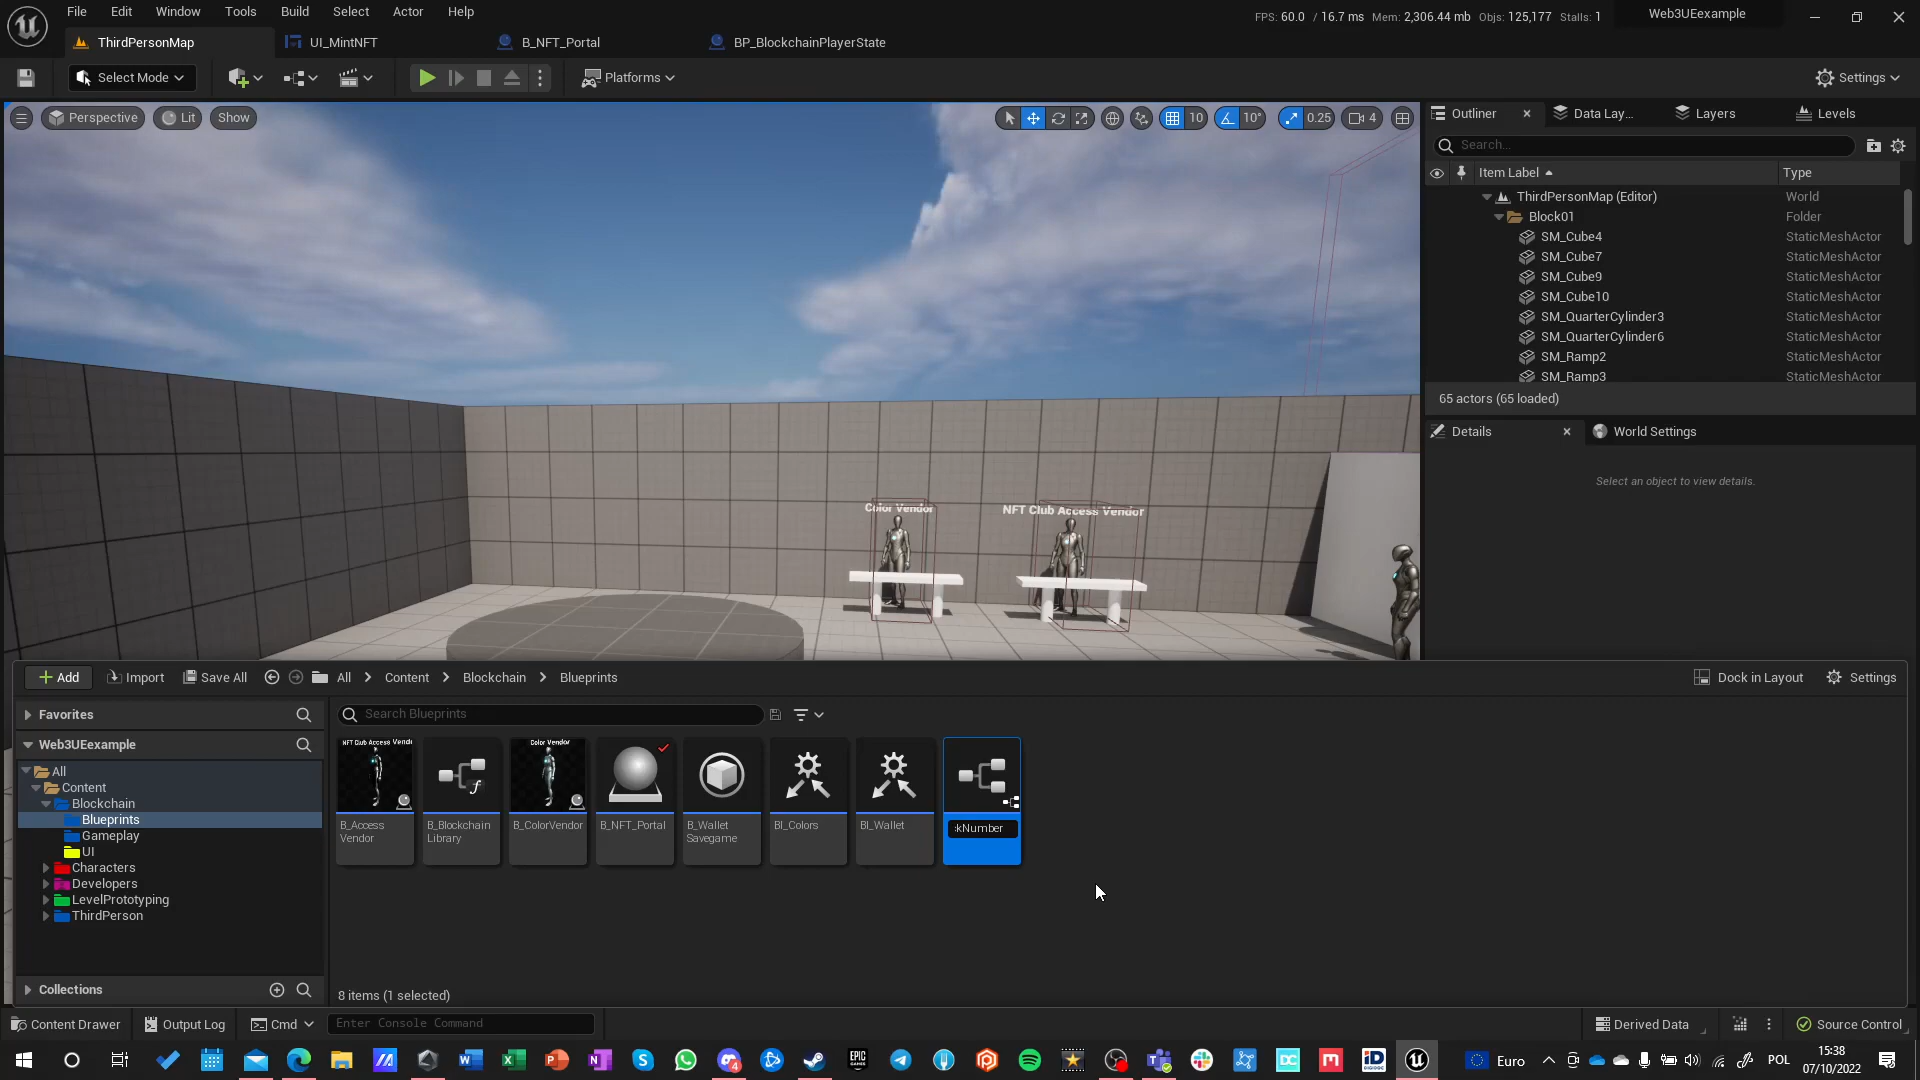 File Edit Window Tools Build Select Actor Help
FPS: 60.0 / 16.7 ms Mem: 2,306.44 mb Objs: 125,177 Stalls: 1
Web3UEexample
ThirdPersonMap
UI_MintNFT
B_NFT_Portal
BP_BlockchainPlayerState
Select Mode
Platforms
Settings
Perspective
Lit
Show
10
10°
0.25
4
Outliner
Data Lay...
Layers
Levels
Search...
Item Label
Type
ThirdPersonMap (Editor) World
Block01 Folder
SM_Cube4 StaticMeshActor
SM_Cube7 StaticMeshActor
SM_Cube9 StaticMeshActor
SM_Cube10 StaticMeshActor
SM_QuarterCylinder3 StaticMeshActor
SM_QuarterCylinder6 StaticMeshActor
SM_Ramp2 StaticMeshActor
SM_Ramp3 StaticMeshActor
65 actors (65 loaded)
Details
World Settings
Select an object to view details.
Color Vendor
NFT Club Access Vendor
Add
Import
Save All
All
Content
Blockchain
Blueprints
Dock in Layout
Settings
Favorites
Search Blueprints
Web3UEexample
All
Content
Blockchain
Blueprints
Gameplay
UI
Characters
Developers
LevelPrototyping
ThirdPerson
Collections
NFT Club Access Vend
Color Vendor
B_Access
Vendor
B_Blockchain
Library
B_ColorVendor
B_NFT_Portal
B_Wallet
Savegame
BI_Colors
BI_Wallet
kNumber
8 items (1 selected)
Content Drawer
Output Log
Cmd
Enter Console Command
Derived Data
Source Control
Euro
POL
15:38
07/10/2022